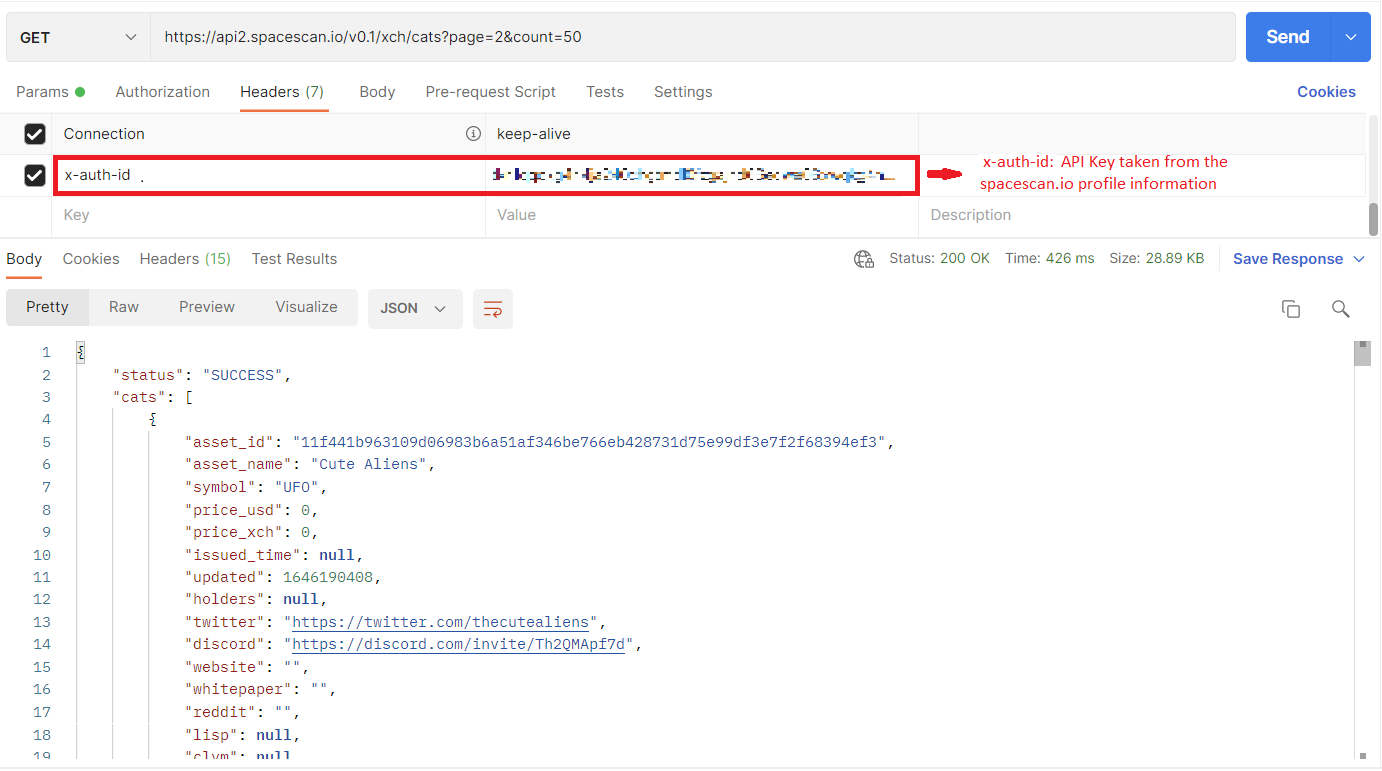 GET https://api2.spacescan.io/v0.1/xch/cats?page=2&count=50 Send
Params Authorization Headers (7) Body Pre-request Script Tests Settings Cookies
Connection keep-alive
x-auth-id .
x-auth-id: API Key taken from the
spacescan.io profile information
Key Value Description
Body Cookies Headers (15) Test Results Status: 200 OK Time: 426 ms Size: 28.89 KB Save Response
Pretty Raw Preview Visualize JSON
1 {
2 "status": "SUCCESS",
3 "cats": [
4 {
5 "asset_id": "11f441b963109d06983b6a51af346be766eb428731d75e99df3e7f2f68394ef3",
6 "asset_name": "Cute Aliens",
7 "symbol": "UFO",
8 "price_usd": 0,
9 "price_xch": 0,
10 "issued_time": null,
11 "updated": 1646190408,
12 "holders": null,
13 "twitter": "https://twitter.com/thecutealiens",
14 "discord": "https://discord.com/invite/Th2QMApf7d",
15 "website": "",
16 "whitepaper": "",
17 "reddit": "",
18 "lisp": null,
19 "clvm": null